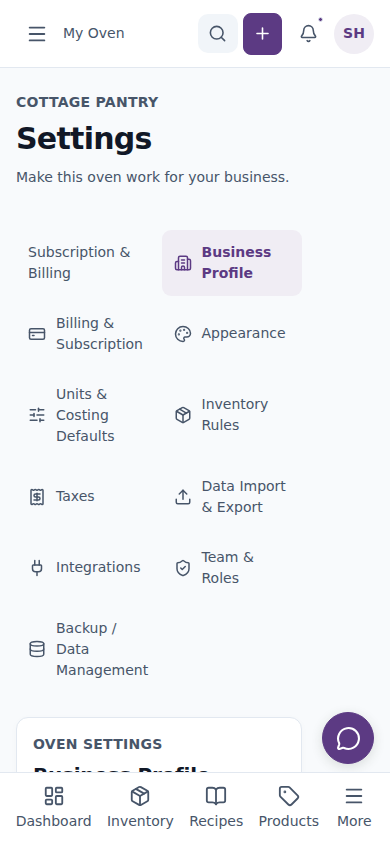 My Oven
SH
COTTAGE PANTRY
Settings
Make this oven work for your business.
Subscription &
Billing
Business
Profile
Billing &
Subscription
Appearance
Units &
Costing
Defaults
Inventory
Rules
Taxes
Data Import
& Export
Integrations
Team &
Roles
Backup /
Data
Management
OVEN SETTINGS
Business Profile
Dashboard
Inventory
Recipes
Products
More